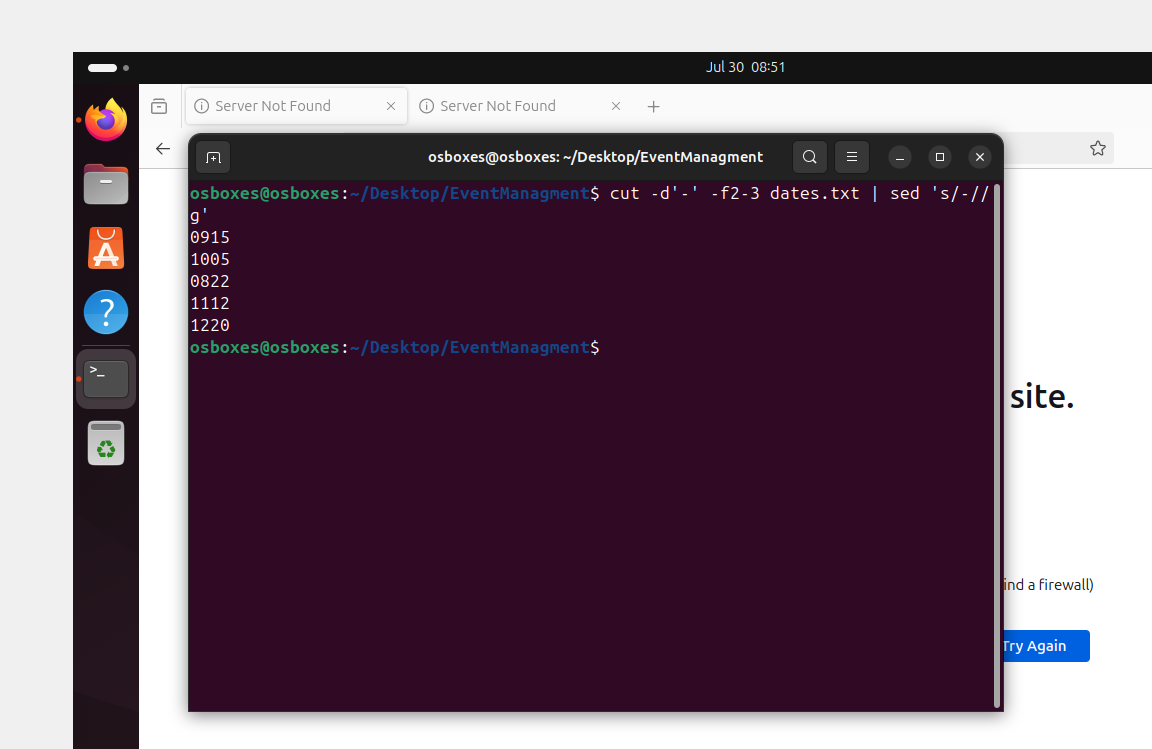 Jul 30 08:51
Server Not Found
Server Not Found
osboxes@osboxes: ~/Desktop/EventManagment
osboxes@osboxes:~/Desktop/EventManagment$ cut -d'-' -f2-3 dates.txt | sed 's/-//
g'
0915
1005
0822
1112
1220
osboxes@osboxes:~/Desktop/EventManagment$
site.
ind a firewall)
Try Again